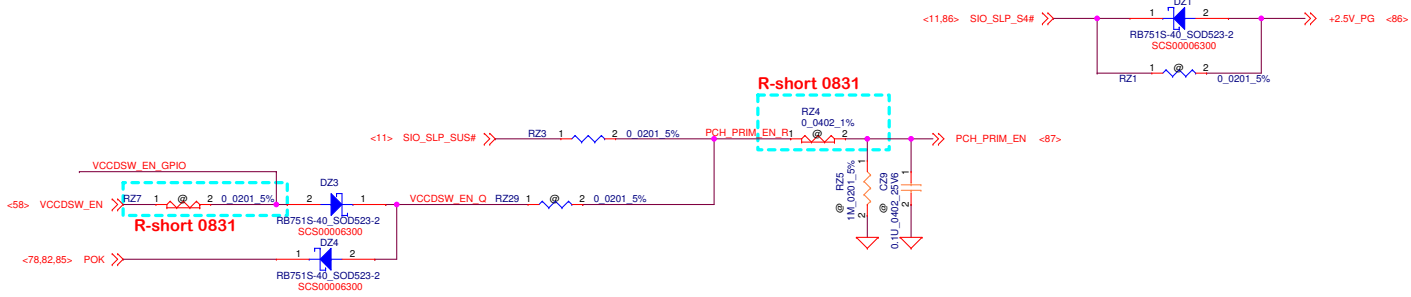 <11,86> SIO_SLP_S4#
1
DZ1
2
+2.5V_PG <86>
RB751S-40_SOD523-2
SCS00006300
RZ1 1 @ 2 0_0201_5%
R-short 0831
RZ4
0_0402_1%
<11> SIO_SLP_SUS#
RZ3 1 2 0_0201_5%
PCH_PRIM_EN_R 1 @ 2
PCH_PRIM_EN <87>
VCCDSW_EN_GPIO
<58> VCCDSW_EN
RZ7 1 @ 2 0_0201_5%
R-short 0831
DZ3
2 1
RB751S-40_SOD523-2
SCS00006300
VCCDSW_EN_Q
RZ29 1 @ 2 0_0201_5%
@ RZ5
1M_0201_5%
1
2
@ CZ9
0.1U_0402_25V6
1
2
<78,82,85> POK
DZ4
1 2
RB751S-40_SOD523-2
SCS00006300